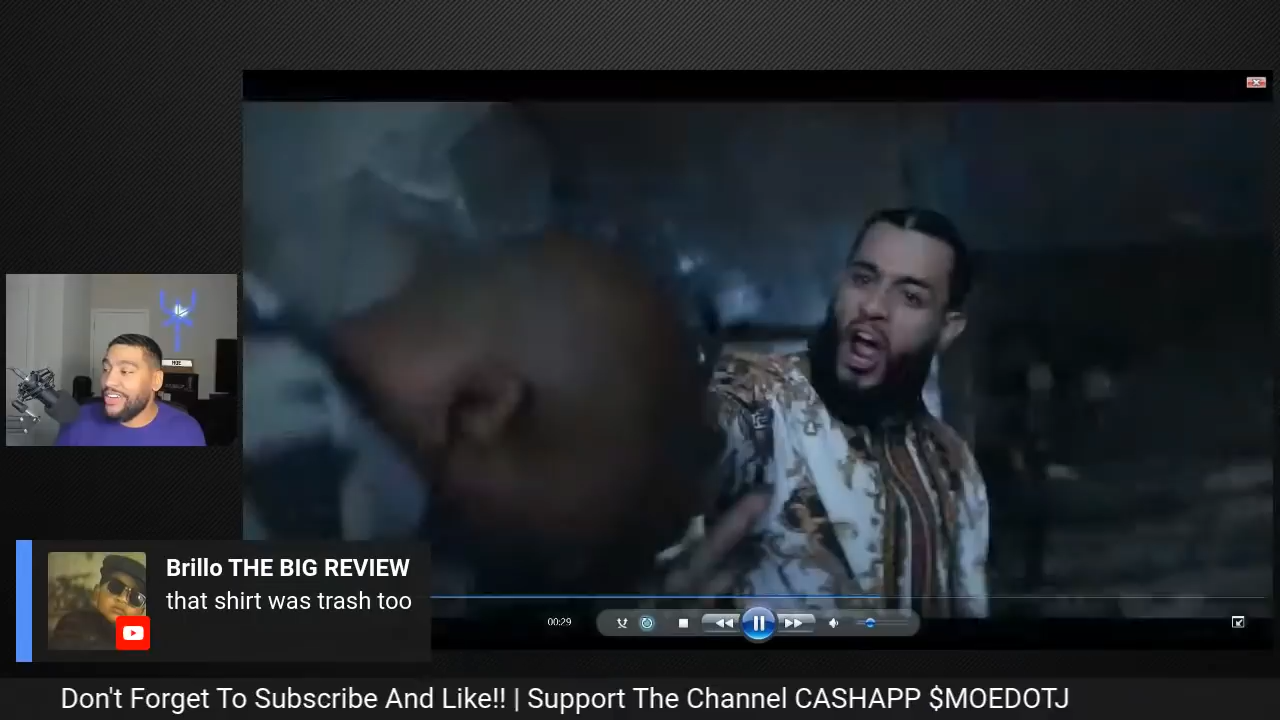 MOE
Brillo THE BIG REVIEW
that shirt was trash too
00:29
Don't Forget To Subscribe And Like!! | Support The Channel CASHAPP $MOEDOTJ